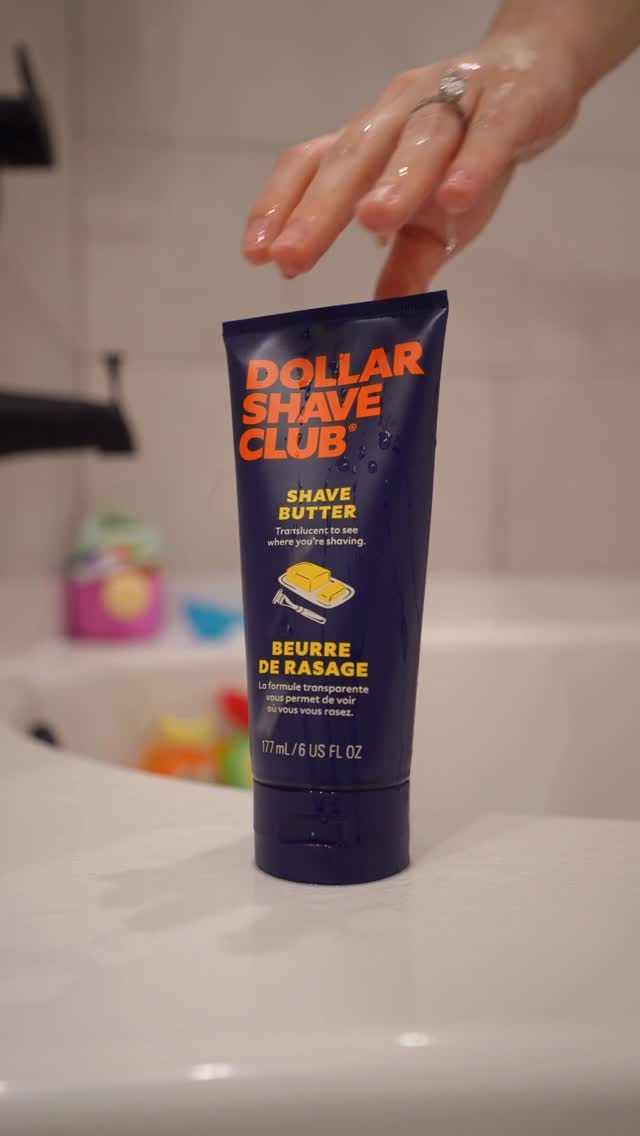 DOLLAR
SHAVE
CLUB®
SHAVE
BUTTER
Translucent to see
where you're shaving.
BEURRE
DE RASAGE
La formule transparente
vous permet de voir
où vous vous rasez.
177 mL/6 US FL OZ